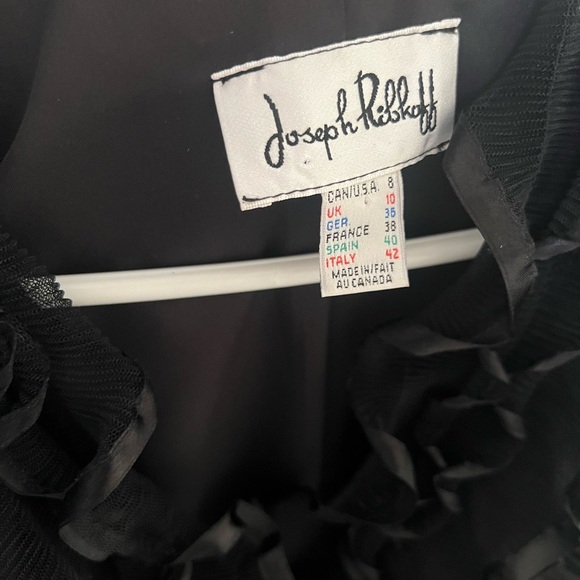 Joseph Ribkoff
CAN/U.S.A. 8
UK 10
GER. 36
FRANCE 38
SPAIN 40
ITALY 42
MADE IN/FAIT
AU CANADA